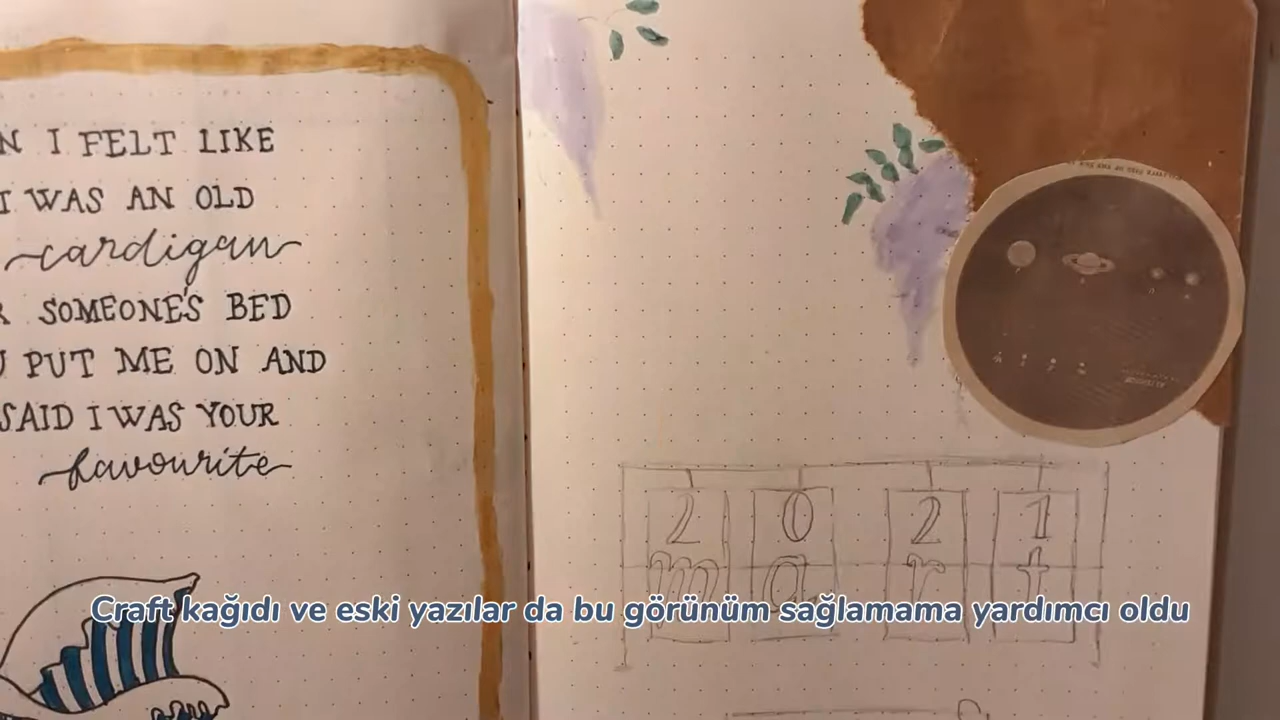 N I FELT LIKE
I WAS AN OLD
cardigan
R SOMEONE'S BED
U PUT ME ON AND
SAID I WAS YOUR
favourite
2 0 2 1
m a r t
Craft kağıdı ve eski yazılar da bu görünüm sağlamama yardımcı oldu